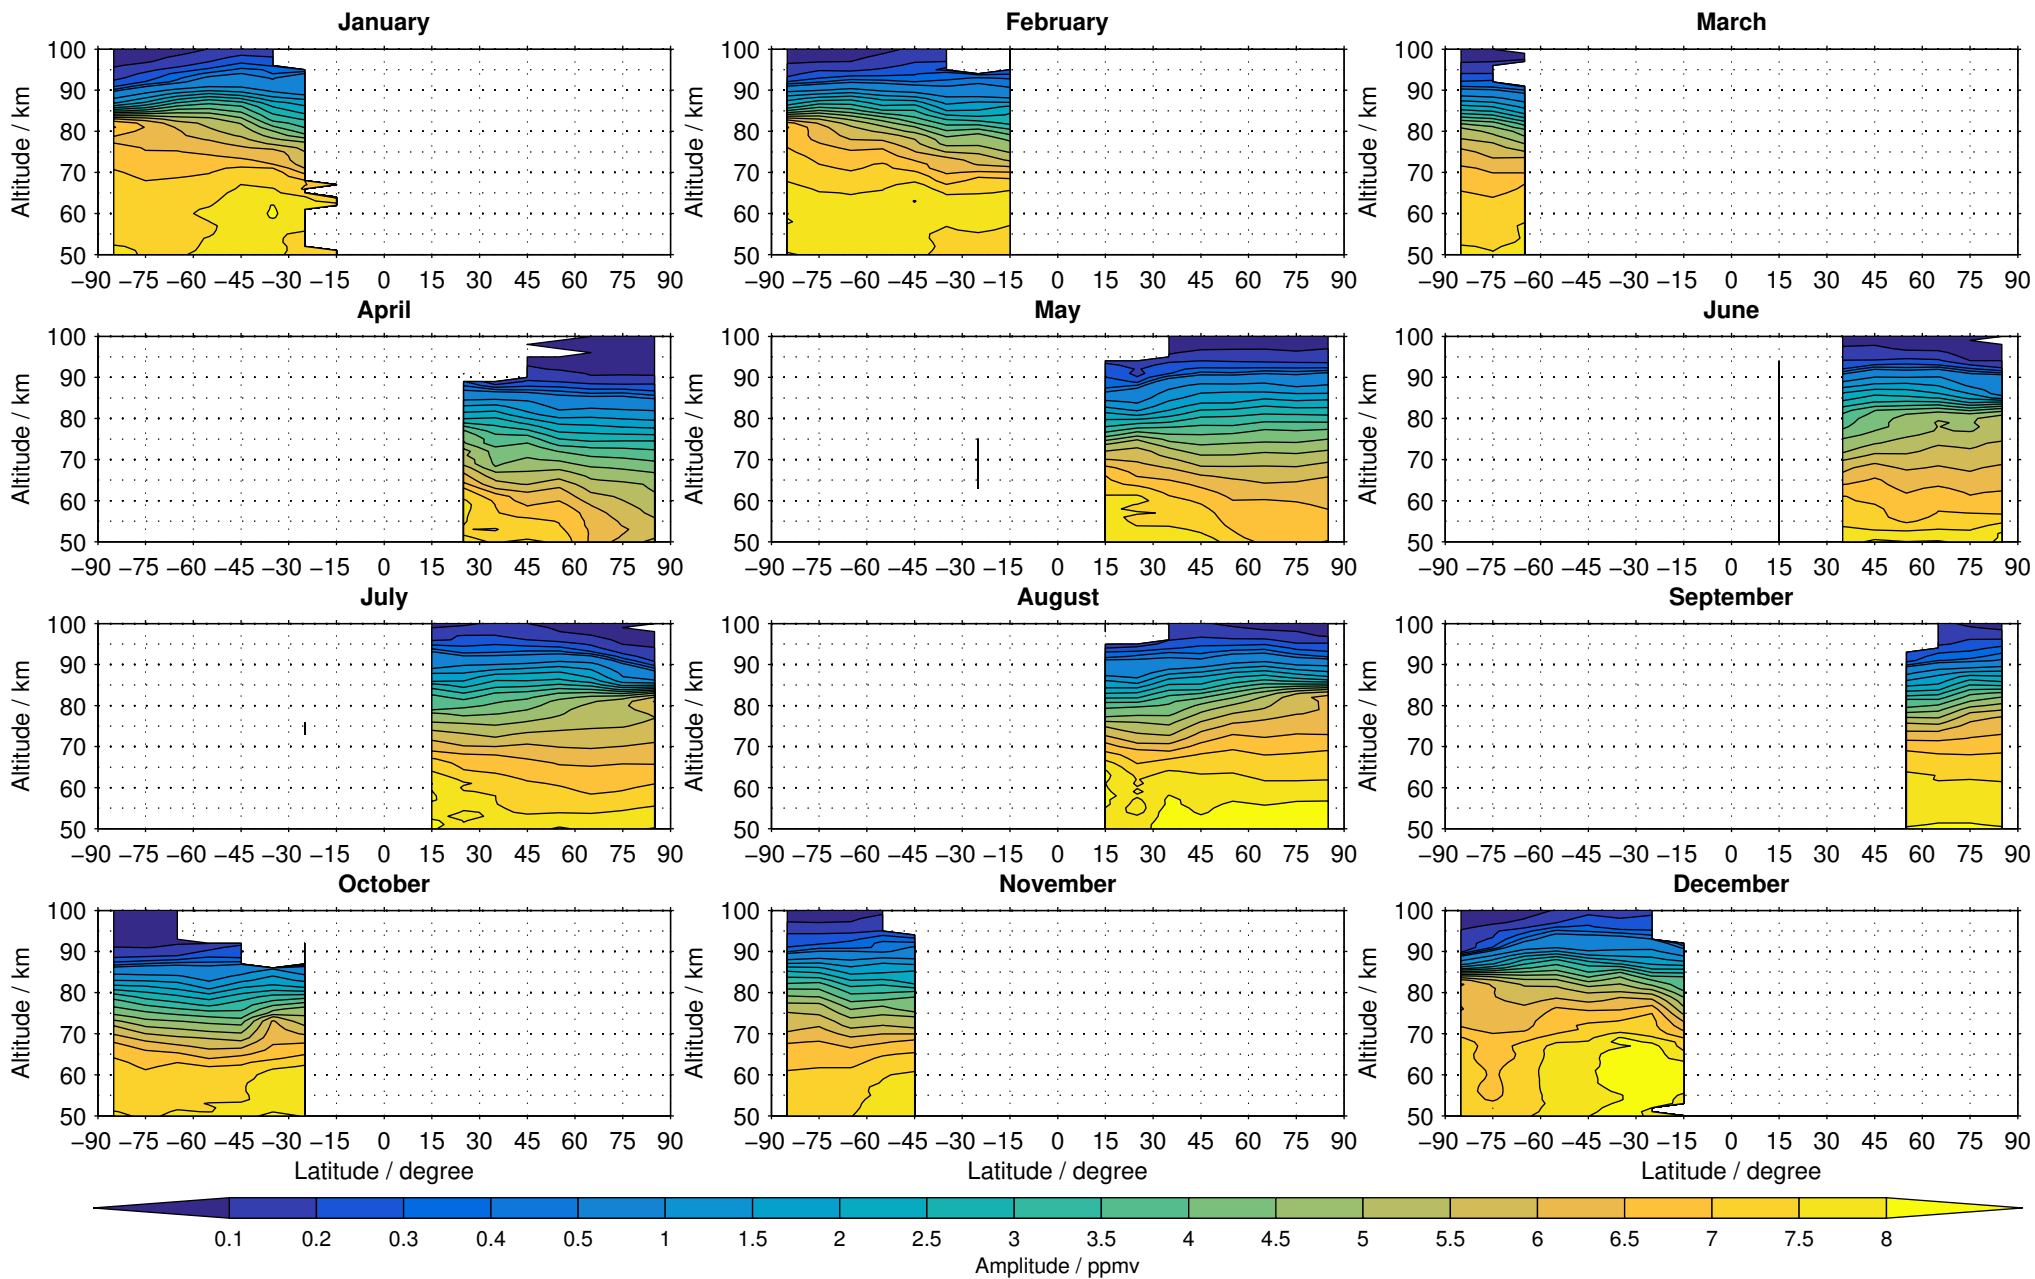 January February March
100 100 100
90 90 90
80 80 80
70 70 70
60 60 60
50 50 50
Altitude / km Altitude / km Altitude / km
−90 −75 −60 −45 −30 −15 0 15 30 45 60 75 90 −90 −75 −60 −45 −30 −15 0 15 30 45 60 75 90 −90 −75 −60 −45 −30 −15 0 15 30 45 60 75 90
April May June
100 100 100
90 90 90
80 80 80
70 70 70
60 60 60
50 50 50
Altitude / km Altitude / km Altitude / km
−90 −75 −60 −45 −30 −15 0 15 30 45 60 75 90 −90 −75 −60 −45 −30 −15 0 15 30 45 60 75 90 −90 −75 −60 −45 −30 −15 0 15 30 45 60 75 90
July August September
100 100 100
90 90 90
80 80 80
70 70 70
60 60 60
50 50 50
Altitude / km Altitude / km Altitude / km
−90 −75 −60 −45 −30 −15 0 15 30 45 60 75 90 −90 −75 −60 −45 −30 −15 0 15 30 45 60 75 90 −90 −75 −60 −45 −30 −15 0 15 30 45 60 75 90
October November December
100 100 100
90 90 90
80 80 80
70 70 70
60 60 60
50 50 50
Altitude / km Altitude / km Altitude / km
−90 −75 −60 −45 −30 −15 0 15 30 45 60 75 90 −90 −75 −60 −45 −30 −15 0 15 30 45 60 75 90 −90 −75 −60 −45 −30 −15 0 15 30 45 60 75 90
Latitude / degree Latitude / degree Latitude / degree
0.1 0.2 0.3 0.4 0.5 1 1.5 2 2.5 3 3.5 4 4.5 5 5.5 6 6.5 7 7.5 8
Amplitude / ppmv